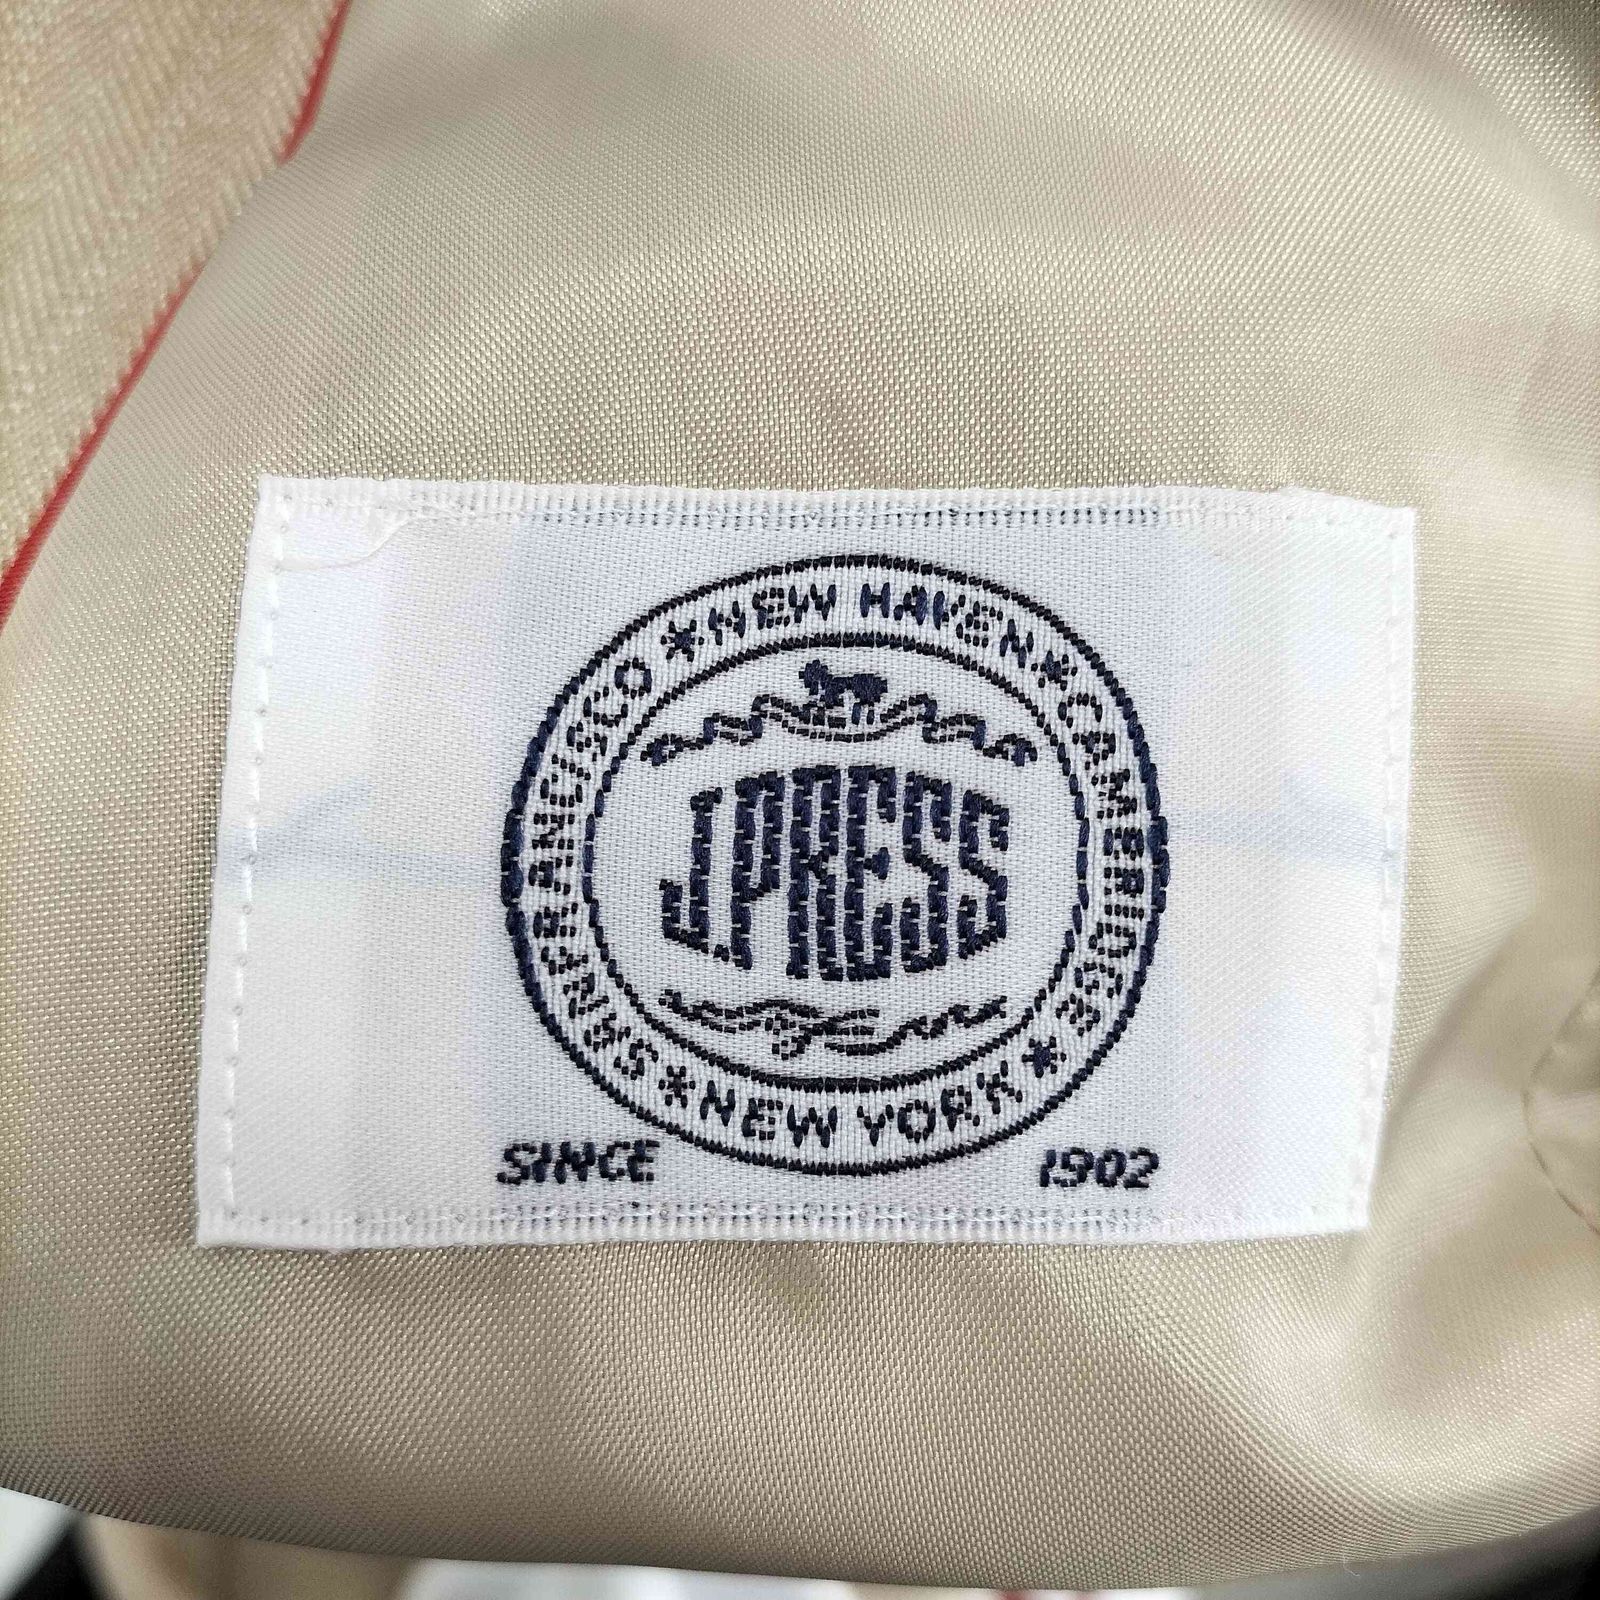 * NEW HAVEN * CAMBRIDGE * NEW YORK * SAN FRANCISCO
J.PRESS
SINCE 1902